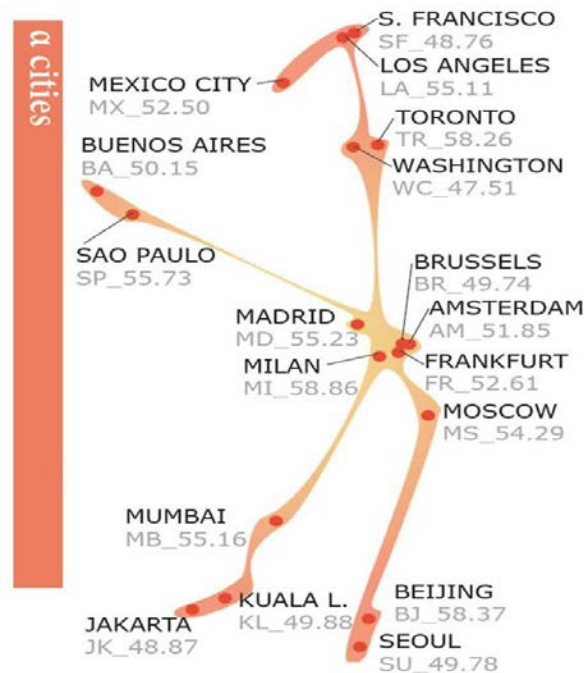 α cities
S. FRANCISCO
SF_48.76
LOS ANGELES
LA_55.11
MEXICO CITY
MX_52.50
TORONTO
TR_58.26
BUENOS AIRES
BA_50.15
WASHINGTON
WC_47.51
SAO PAULO
SP_55.73
BRUSSELS
BR_49.74
AMSTERDAM
AM_51.85
MADRID
MD_55.23
MILAN
MI_58.86
FRANKFURT
FR_52.61
MOSCOW
MS_54.29
MUMBAI
MB_55.16
KUALA L.
KL_49.88
JAKARTA
JK_48.87
BEIJING
BJ_58.37
SEOUL
SU_49.78